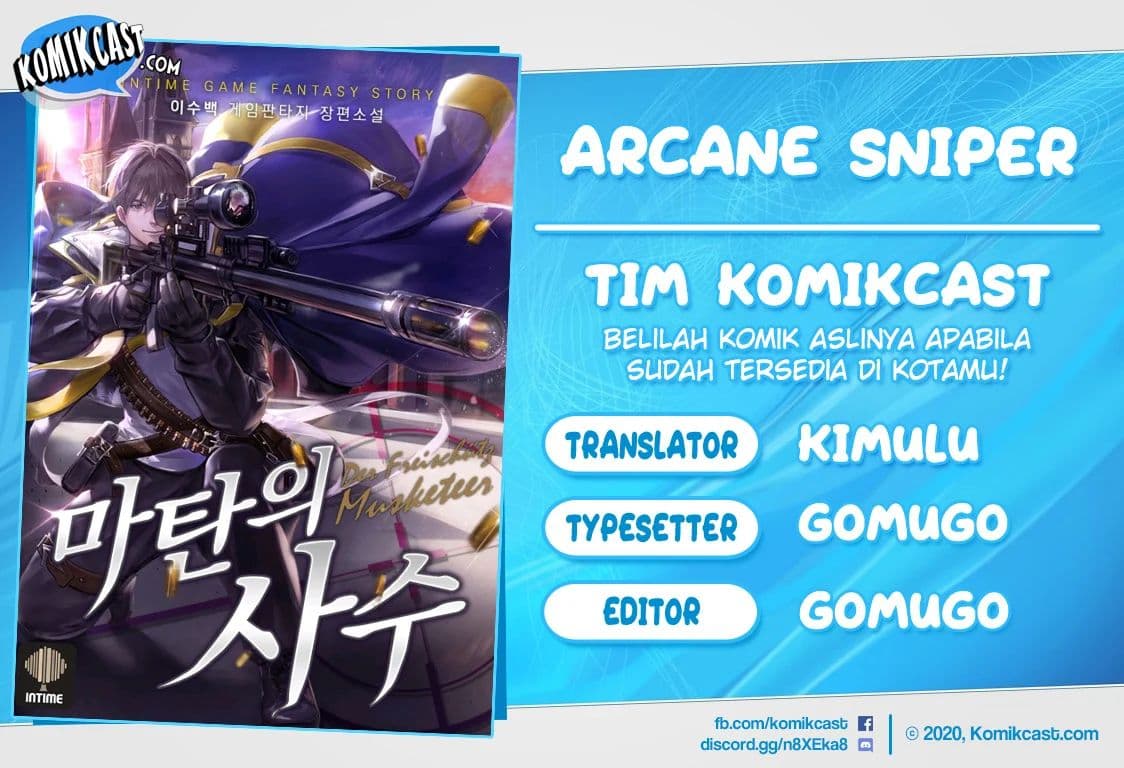 KOMIKCAST
.COM
INTIME GAME FANTASY STORY
이수백 게임판타지 장편소설
Der Freischütz
Musketeer
마탄의
사수
INTIME
ARCANE SNIPER
TIM KOMIKCAST
BELILAH KOMIK ASLINYA APABILA
SUDAH TERSEDIA DI KOTAMU!
TRANSLATOR KIMULU
TYPESETTER GOMUGO
EDITOR GOMUGO
fb.com/komikcast
discord.gg/n8XEka8
© 2020, Komikcast.com